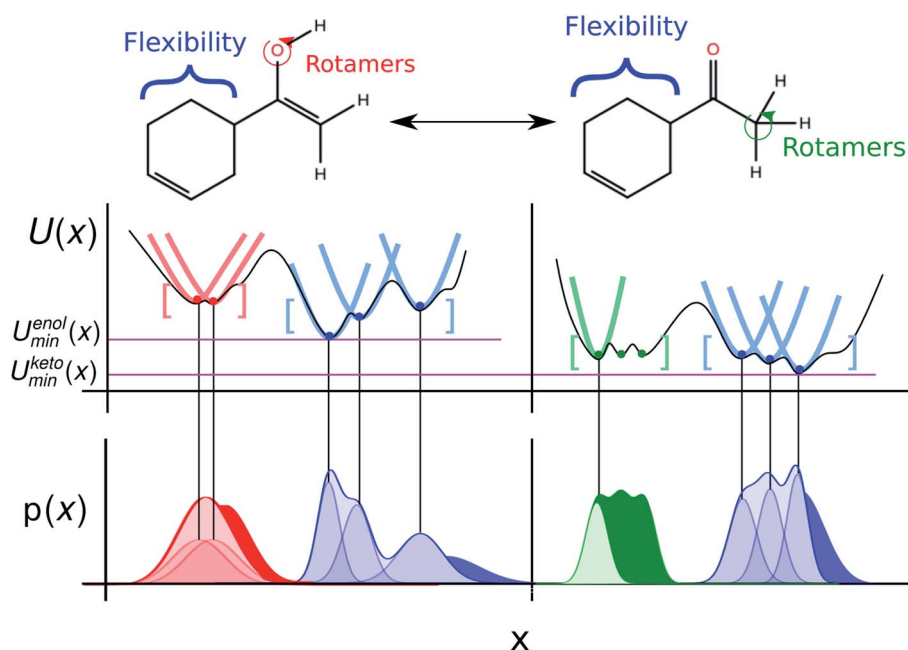 Flexibility
O
H
Rotamers
H
H
Flexibility
O
H
H
H
Rotamers
U(x)
[ ]
[ ]
[ ]
[ ]
U_min^enol(x)
U_min^keto(x)
p(x)
x